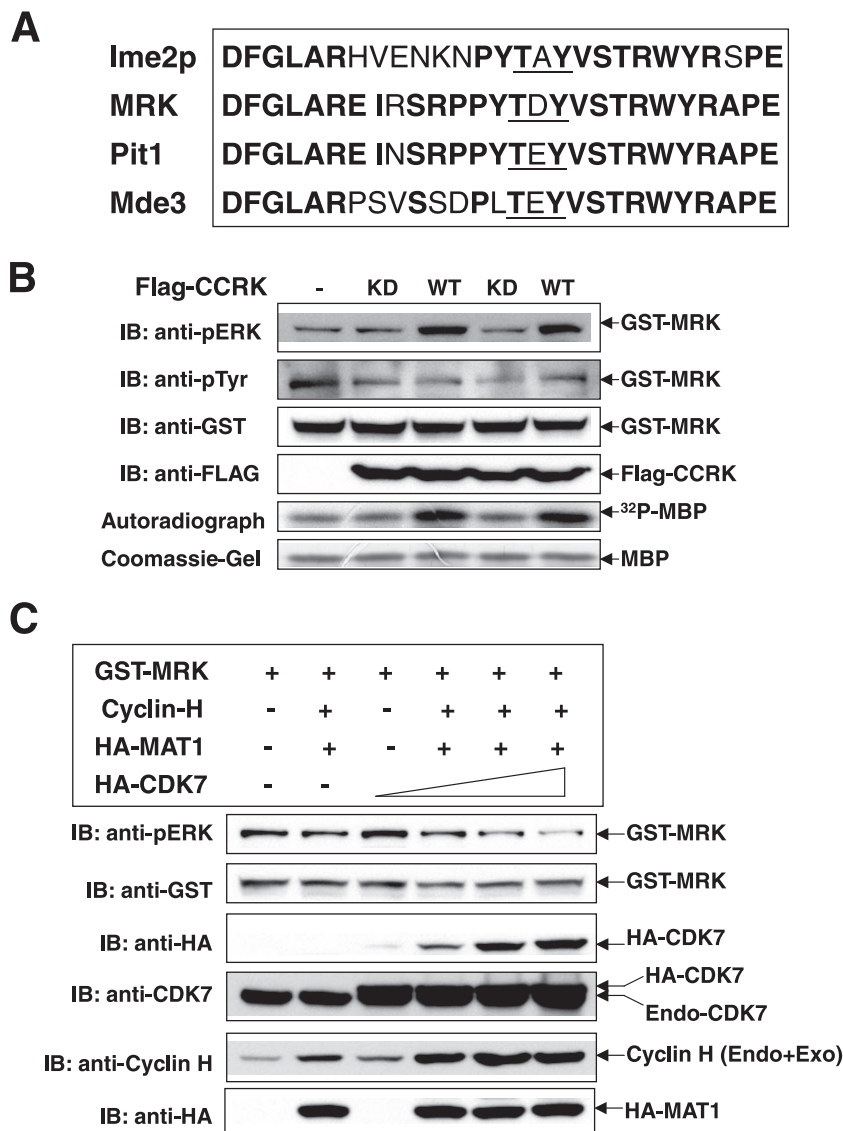 A
Ime2p DFGLARHVENKNPYTAYVSTRWYRSPE
MRK DFGLARE IRSRPPYTDYVSTRWYRAPE
Pit1 DFGLARE INSRPPYTEYVSTRWYRAPE
Mde3 DFGLARPSVSSDPLTEYVSTRWYRAPE
B
Flag-CCRK - KD WT KD WT
IB: anti-pERK GST-MRK
IB: anti-pTyr GST-MRK
IB: anti-GST GST-MRK
IB: anti-FLAG Flag-CCRK
Autoradiograph ³²P-MBP
Coomassie-Gel MBP
C
GST-MRK + + + + + +
Cyclin-H - + - + + +
HA-MAT1 - + - + + +
HA-CDK7 - -
IB: anti-pERK GST-MRK
IB: anti-GST GST-MRK
IB: anti-HA HA-CDK7
IB: anti-CDK7 HA-CDK7
Endo-CDK7
IB: anti-Cyclin H Cyclin H (Endo+Exo)
IB: anti-HA HA-MAT1